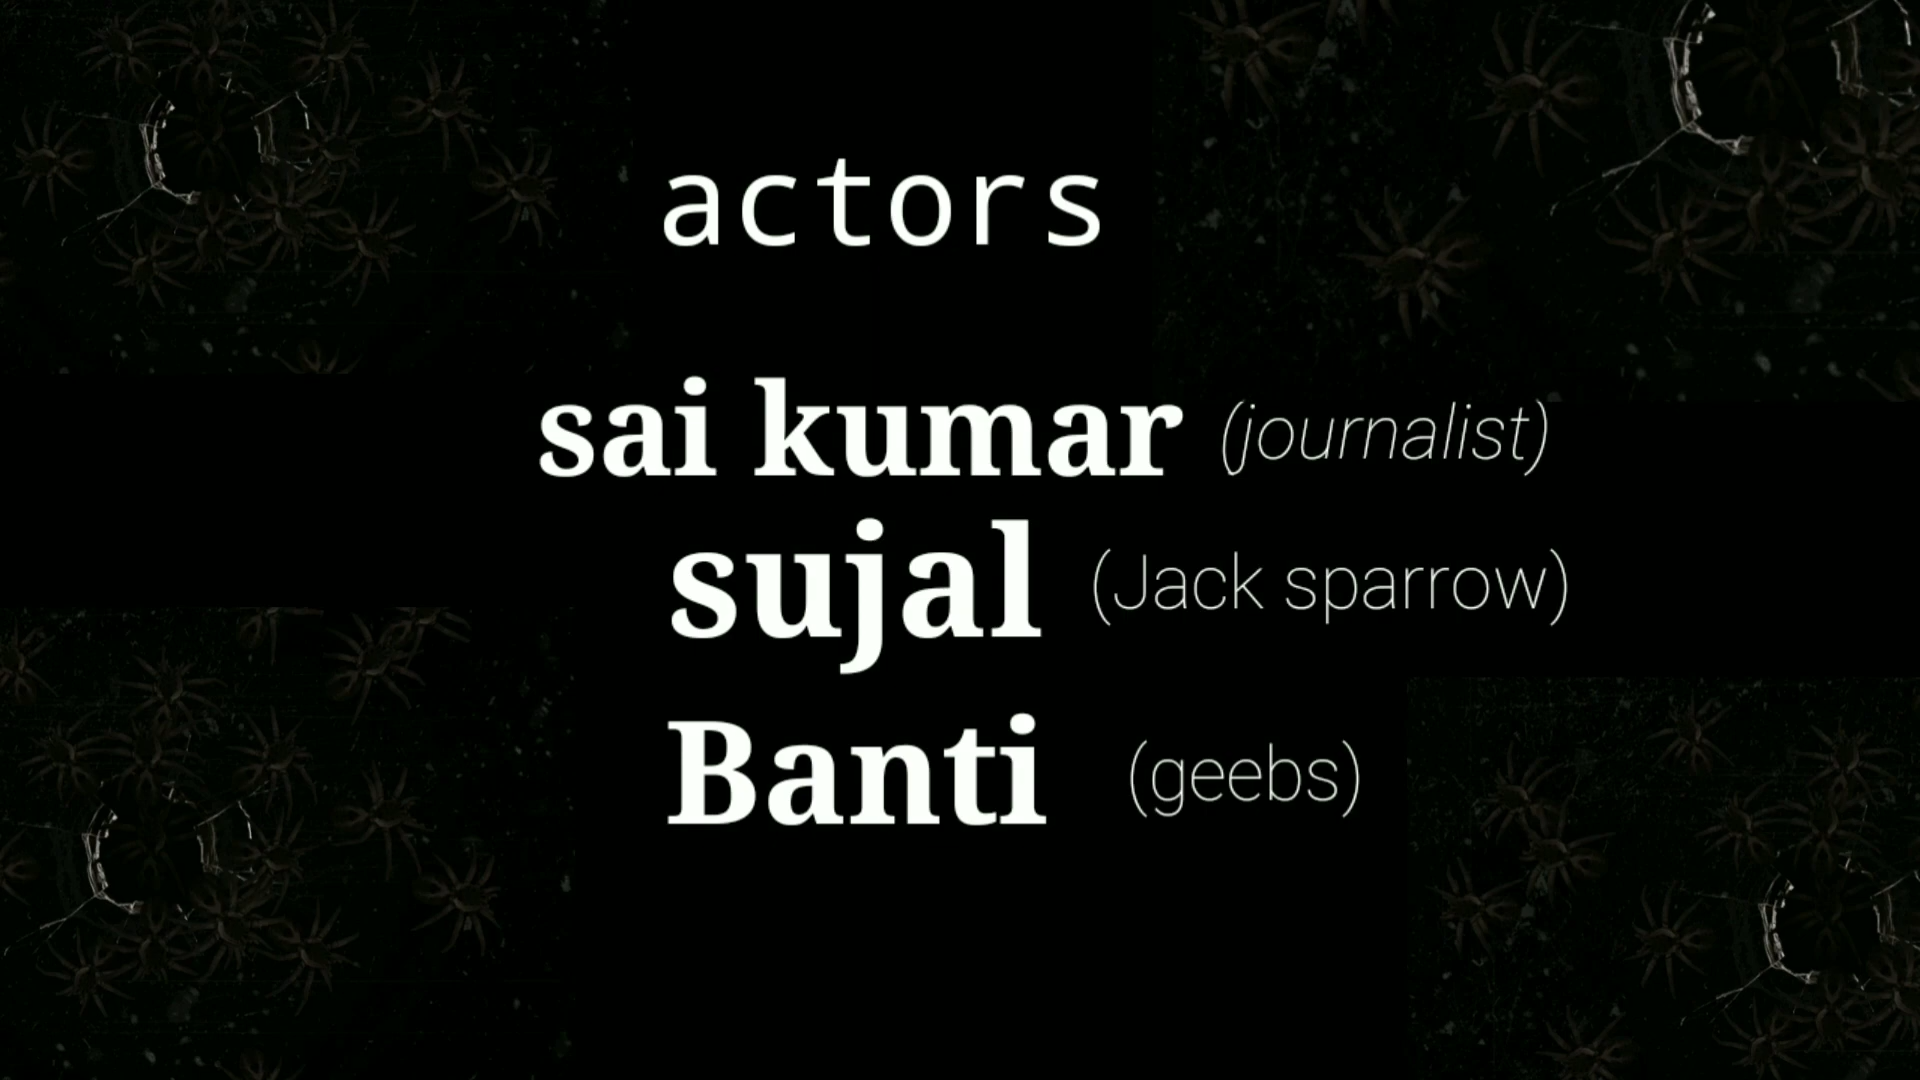 actors
sai kumar (journalist)
sujal (Jack sparrow)
Banti (geebs)